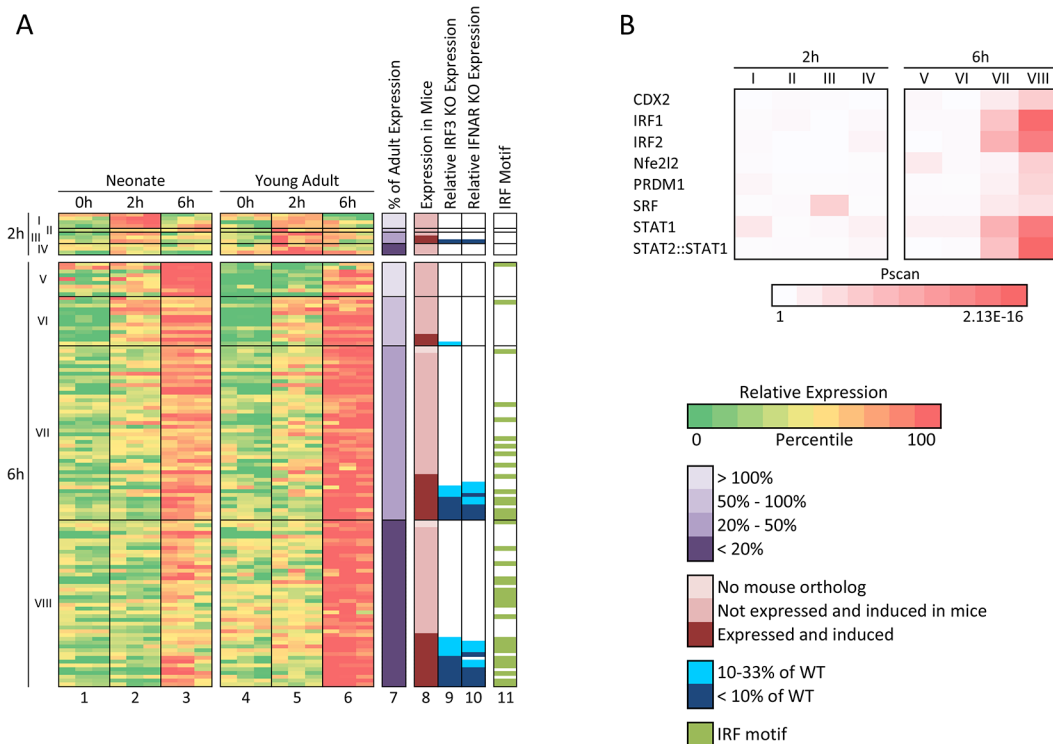 A
B
% of Adult Expression
Expression in Mice
Relative IRF3 KO Expression
Relative IFNAR KO Expression
IRF Motif
Neonate
Young Adult
0h 2h 6h 0h 2h 6h
2h
I
II
III
IV
6h
V
VI
VII
VIII
1 2 3 4 5 6 7 8 9 10 11
2h 6h
I II III IV V VI VII VIII
CDX2
IRF1
IRF2
Nfe2l2
PRDM1
SRF
STAT1
STAT2::STAT1
Pscan
1 2.13E-16
Relative Expression
0 Percentile 100
> 100%
50% - 100%
20% - 50%
< 20%
No mouse ortholog
Not expressed and induced in mice
Expressed and induced
10-33% of WT
< 10% of WT
IRF motif